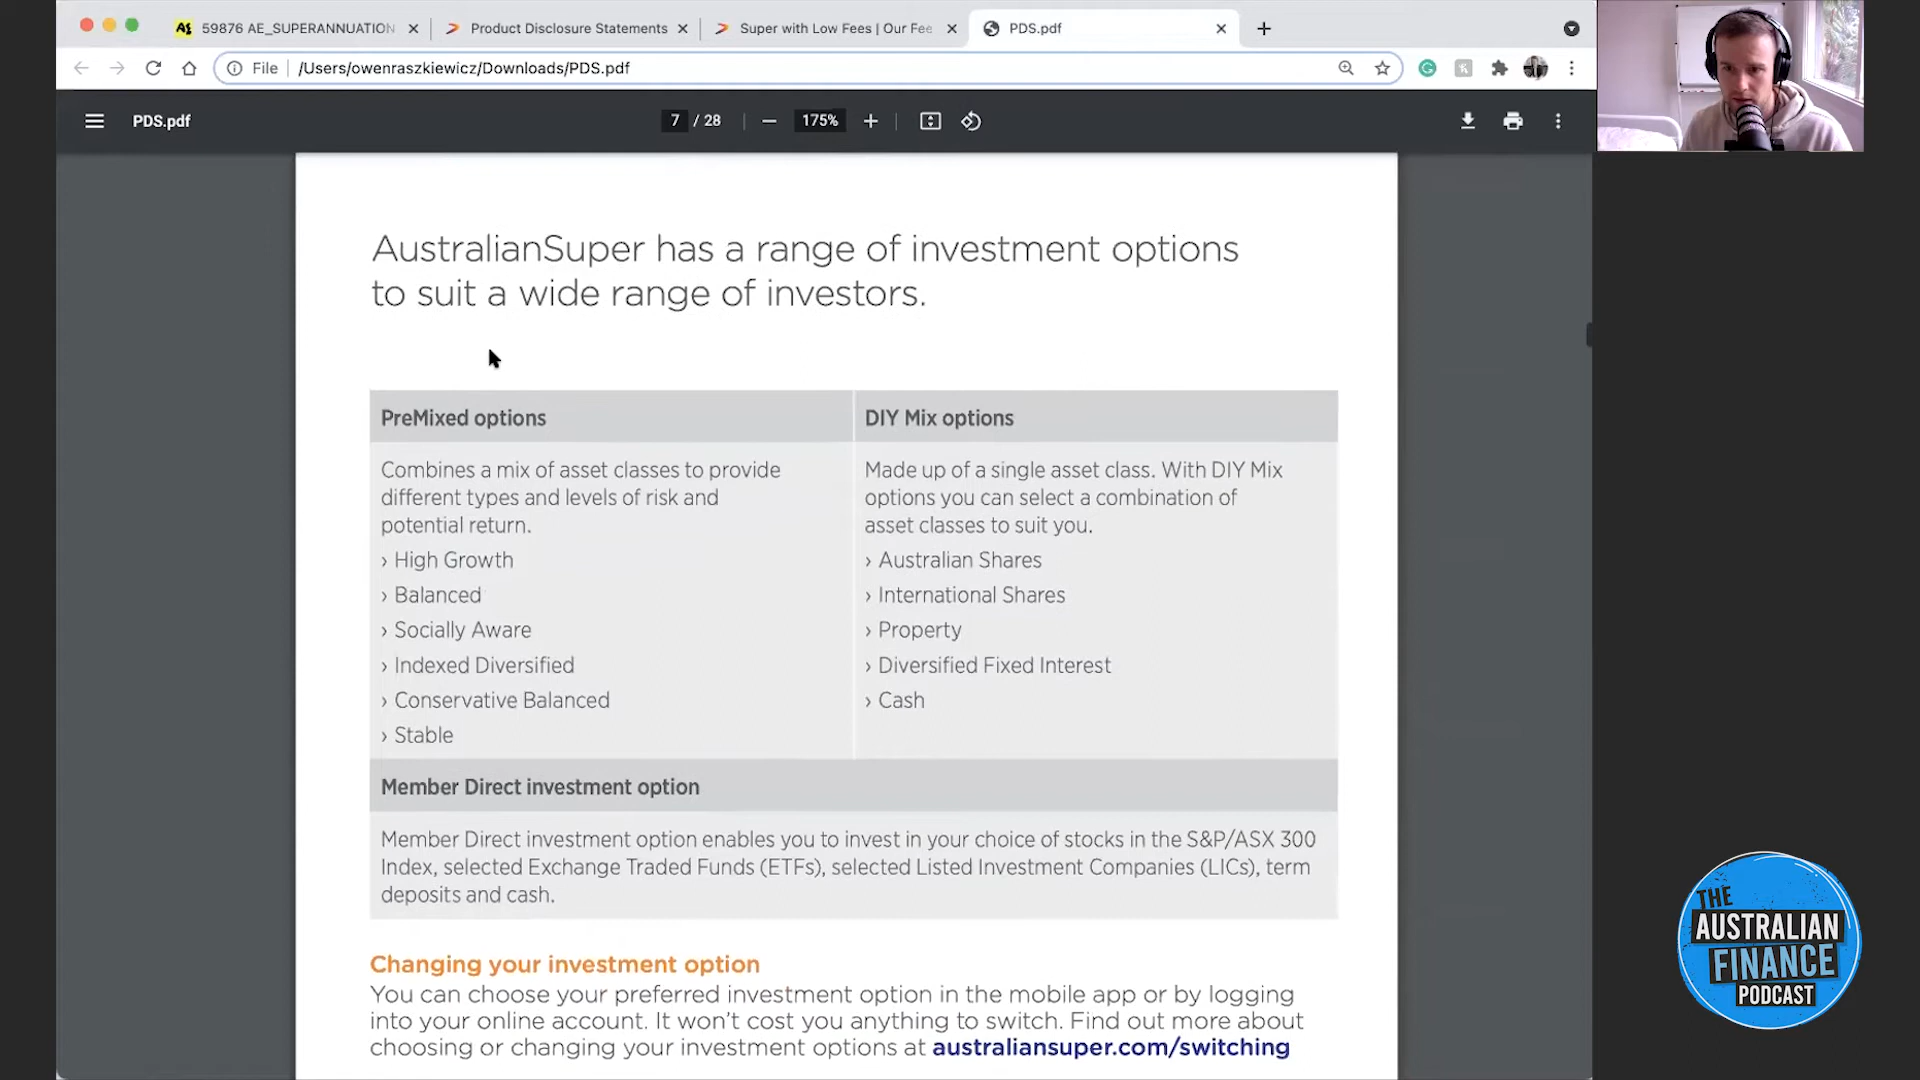 59876 AE_SUPERANNUATION
Product Disclosure Statements
Super with Low Fees | Our Fee
PDS.pdf
File
/Users/owenraszkiewicz/Downloads/PDS.pdf
PDS.pdf
7 / 28
175%
AustralianSuper has a range of investment options
to suit a wide range of investors.
PreMixed options
Combines a mix of asset classes to provide
different types and levels of risk and
potential return.
› High Growth
› Balanced
› Socially Aware
› Indexed Diversified
› Conservative Balanced
› Stable
DIY Mix options
Made up of a single asset class. With DIY Mix
options you can select a combination of
asset classes to suit you.
› Australian Shares
› International Shares
› Property
› Diversified Fixed Interest
› Cash
Member Direct investment option
Member Direct investment option enables you to invest in your choice of stocks in the S&P/ASX 300
Index, selected Exchange Traded Funds (ETFs), selected Listed Investment Companies (LICs), term
deposits and cash.
Changing your investment option
You can choose your preferred investment option in the mobile app or by logging
into your online account. It won't cost you anything to switch. Find out more about
choosing or changing your investment options at australiansuper.com/switching
THE
AUSTRALIAN
FINANCE
PODCAST